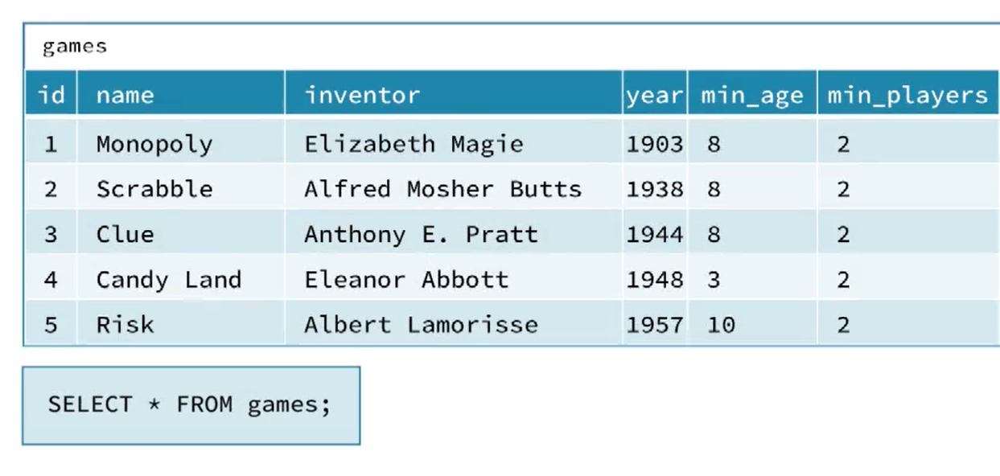 games
id name inventor year min_age min_players
1 Monopoly Elizabeth Magie 1903 8 2
2 Scrabble Alfred Mosher Butts 1938 8 2
3 Clue Anthony E. Pratt 1944 8 2
4 Candy Land Eleanor Abbott 1948 3 2
5 Risk Albert Lamorisse 1957 10 2
SELECT * FROM games;